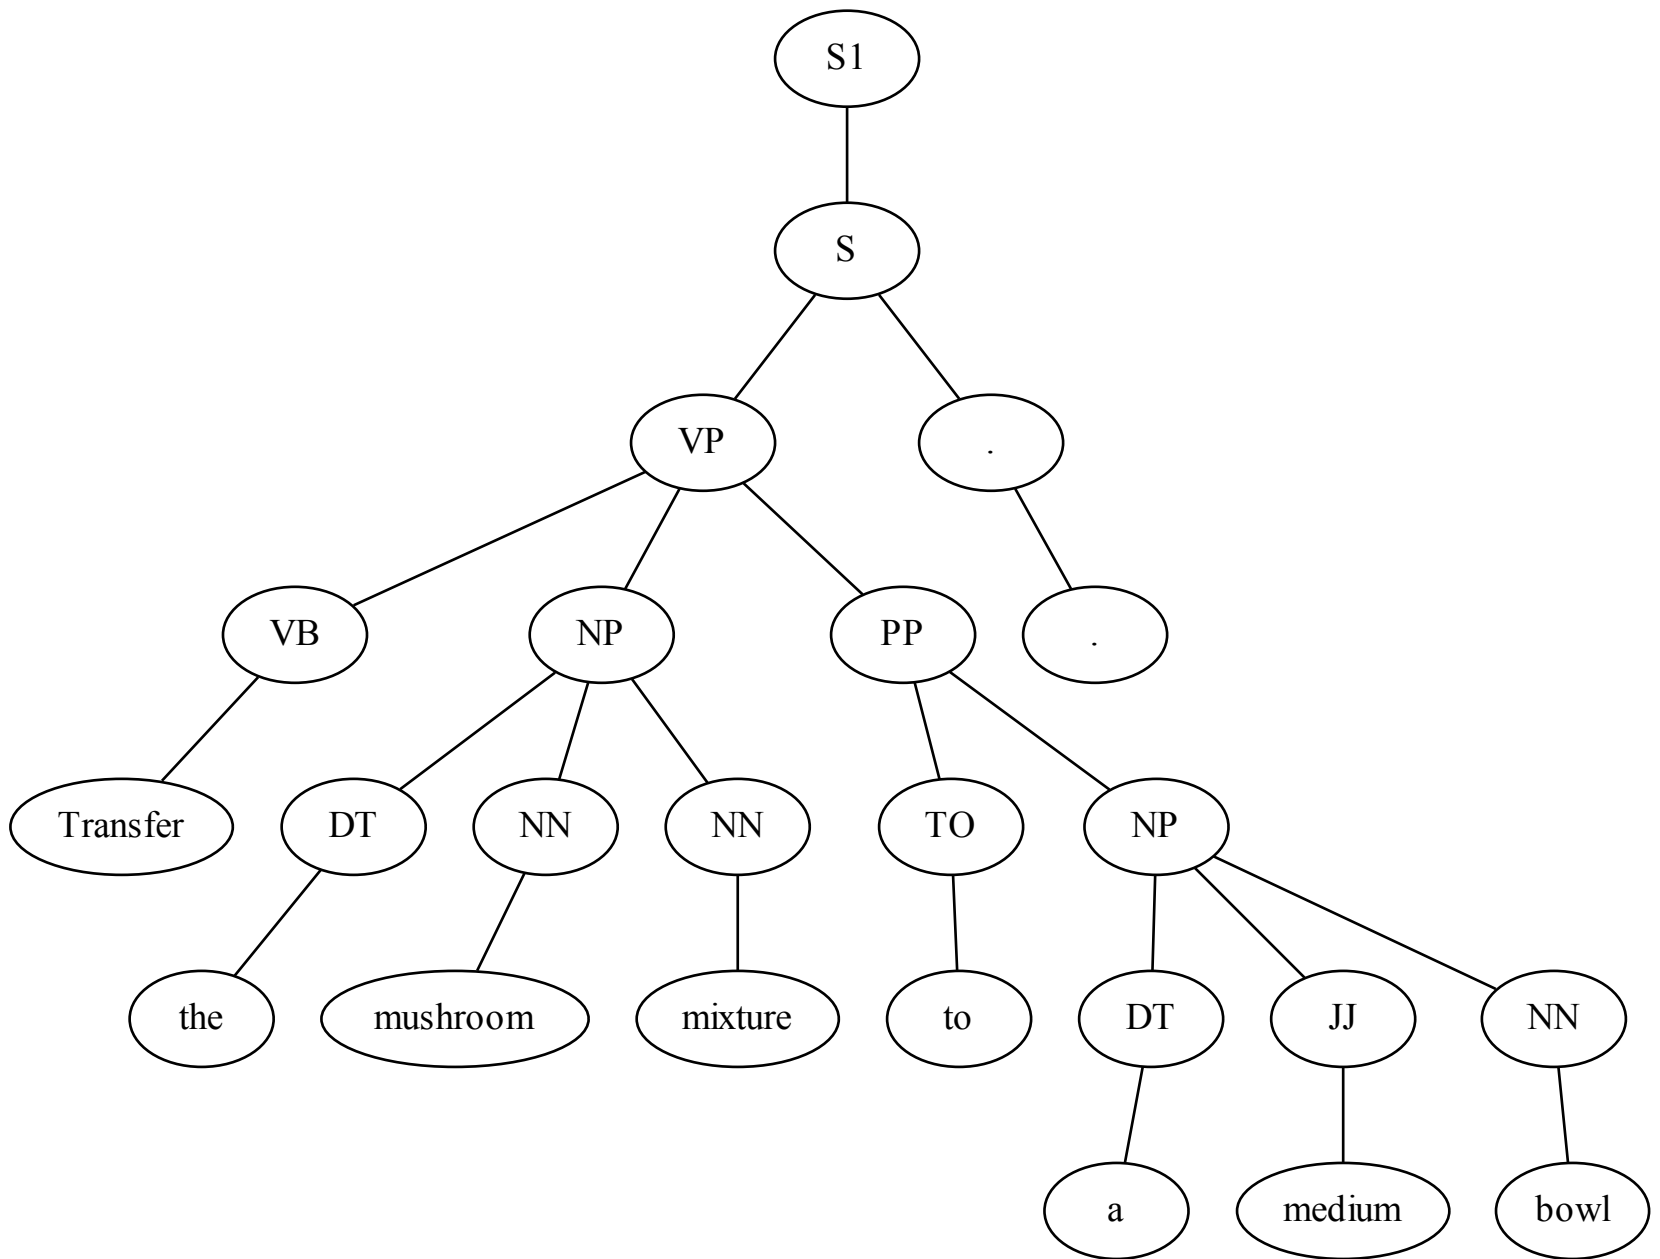 S1
S
VP .
VB NP PP .
Transfer DT NN NN TO NP
the mushroom mixture to DT JJ NN
a medium bowl